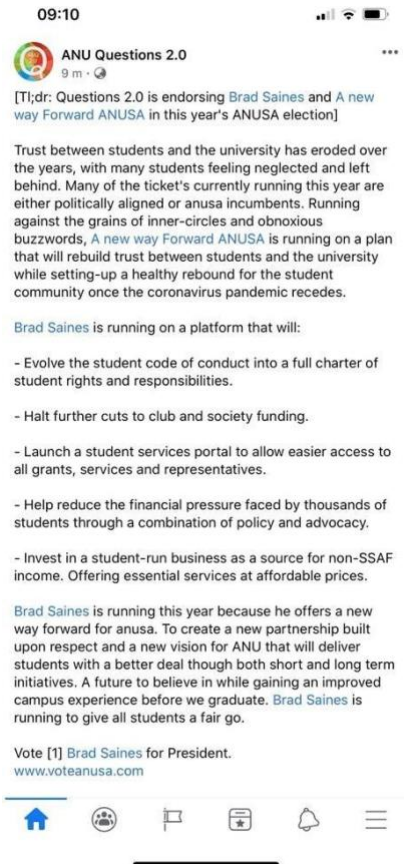 09:10
ANU Questions 2.0
9 m ·
[Tl;dr: Questions 2.0 is endorsing Brad Saines and A new
way Forward ANUSA in this year's ANUSA election]
Trust between students and the university has eroded over
the years, with many students feeling neglected and left
behind. Many of the ticket's currently running this year are
either politically aligned or anusa incumbents. Running
against the grains of inner-circles and obnoxious
buzzwords, A new way Forward ANUSA is running on a plan
that will rebuild trust between students and the university
while setting-up a healthy rebound for the student
community once the coronavirus pandemic recedes.
Brad Saines is running on a platform that will:
- Evolve the student code of conduct into a full charter of
student rights and responsibilities.
- Halt further cuts to club and society funding.
- Launch a student services portal to allow easier access to
all grants, services and representatives.
- Help reduce the financial pressure faced by thousands of
students through a combination of policy and advocacy.
- Invest in a student-run business as a source for non-SSAF
income. Offering essential services at affordable prices.
Brad Saines is running this year because he offers a new
way forward for anusa. To create a new partnership built
upon respect and a new vision for ANU that will deliver
students with a better deal though both short and long term
initiatives. A future to believe in while gaining an improved
campus experience before we graduate. Brad Saines is
running to give all students a fair go.
Vote [1] Brad Saines for President.
www.voteanusa.com